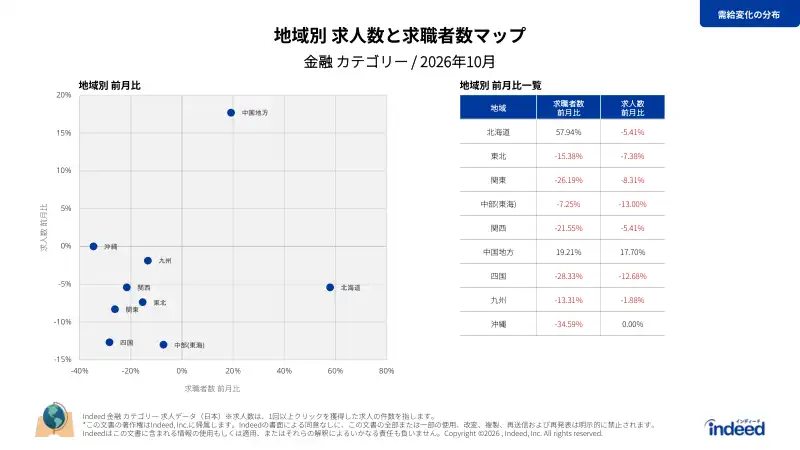 需給変化の分布
地域別 求人数と求職者数マップ
金融 カテゴリー / 2026年10月
地域別 前月比
20%
15%
10%
5%
0%
-5%
-10%
-15%
-40%
-20%
0%
20%
40%
60%
80%
求人数 前月比
求職者数 前月比
中国地方
沖縄
九州
関西
北海道
東北
関東
四国
中部(東海)
地域別 前月比一覧
地域 求職者数 前月比 求人数 前月比
北海道 57.94% -5.41%
東北 -15.38% -7.38%
関東 -26.19% -8.31%
中部(東海) -7.25% -13.00%
関西 -21.55% -5.41%
中国地方 19.21% 17.70%
四国 -28.33% -12.68%
九州 -13.31% -1.88%
沖縄 -34.59% 0.00%
Indeed 金融 カテゴリー 求人データ（日本）※求人数は、1回以上クリックを獲得した求人の件数を指します。
*この文書の著作権はIndeed, Inc.に帰属します。Indeedの書面による同意なしに、この文書の全部または一部の使用、改変、複製、再送信および再発表は明示的に禁止されます。
Indeedはこの文書に含まれる情報の使用もしくは適用、またはそれらの解釈によるいかなる責任も負いません。Copyright ©2026 , Indeed, Inc. All rights reserved.
インディード
indeed